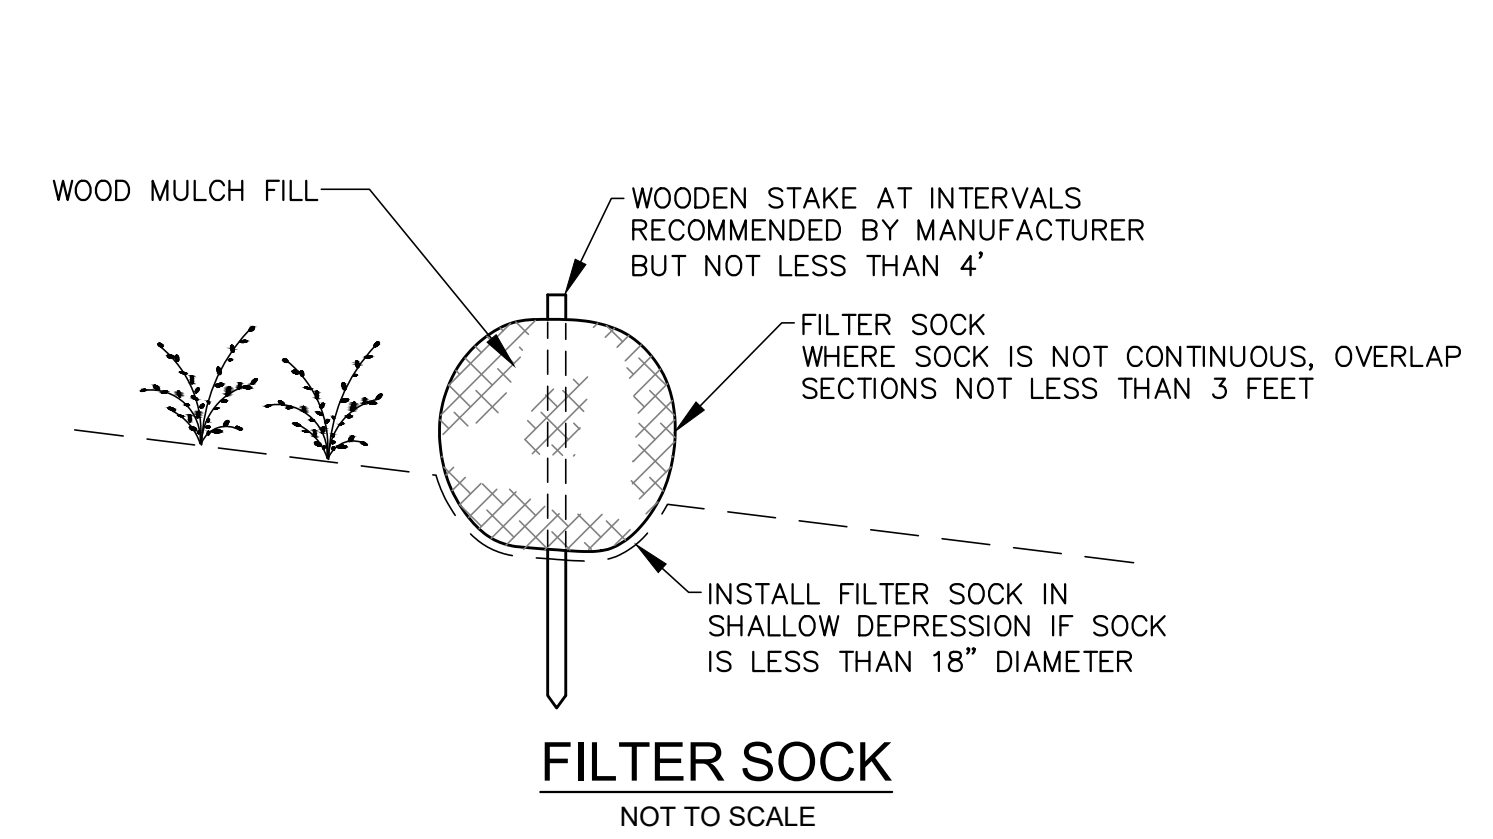 WOOD MULCH FILL
WOODEN STAKE AT INTERVALS
RECOMMENDED BY MANUFACTURER
BUT NOT LESS THAN 4'
FILTER SOCK
WHERE SOCK IS NOT CONTINUOUS, OVERLAP
SECTIONS NOT LESS THAN 3 FEET
INSTALL FILTER SOCK IN
SHALLOW DEPRESSION IF SOCK
IS LESS THAN 18" DIAMETER
FILTER SOCK
NOT TO SCALE